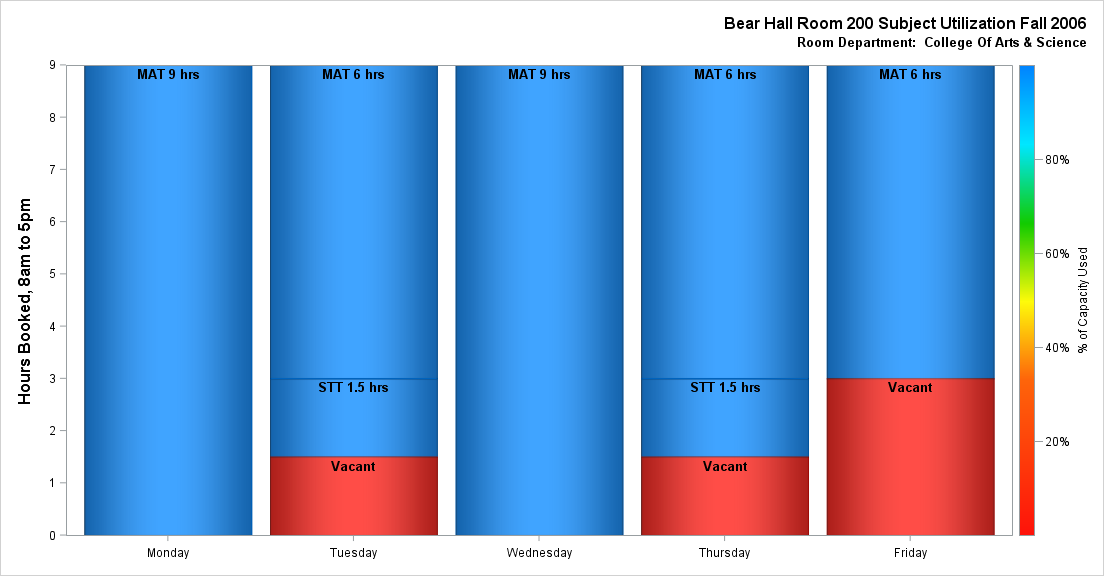 Bear Hall Room 200 Subject Utilization Fall 2006
Room Department:  College Of Arts & Science
Hours Booked, 8am to 5pm
9
8
7
6
5
4
3
2
1
0
MAT 9 hrs
MAT 6 hrs
STT 1.5 hrs
Vacant
MAT 9 hrs
MAT 6 hrs
STT 1.5 hrs
Vacant
MAT 6 hrs
Vacant
Monday
Tuesday
Wednesday
Thursday
Friday
80%
60%
40%
20%
% of Capacity Used